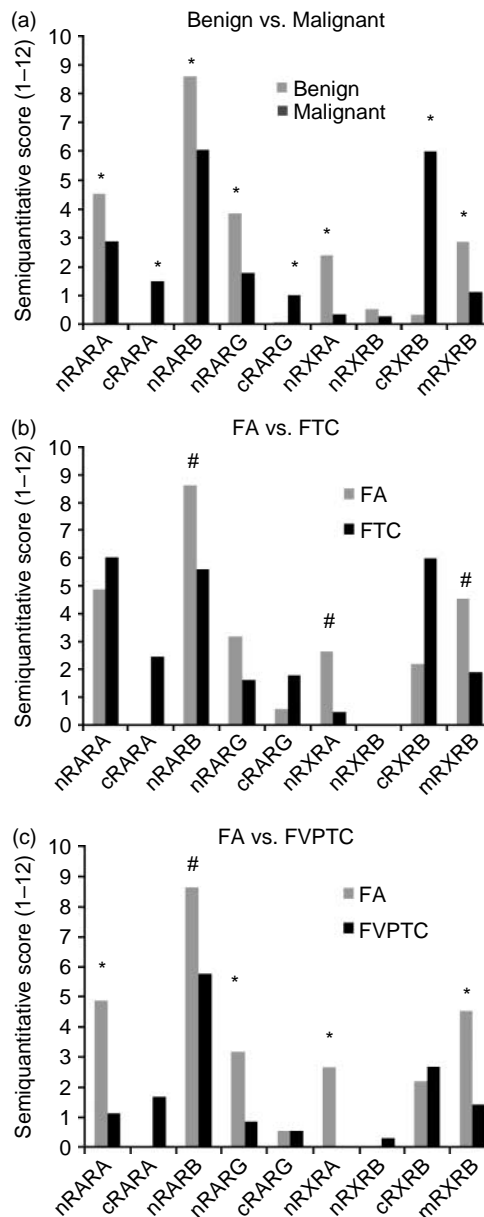 (a) Benign vs. Malignant
Semiquantitative score (1–12)
10
9
8
7
6
5
4
3
2
1
0
Benign
Malignant
* * * * * * * *
nRARA cRARA nRARB nRARG cRARG nRXRA nRXRB cRXRB mRXRB
(b) FA vs. FTC
Semiquantitative score (1–12)
10
9
8
7
6
5
4
3
2
1
0
FA
FTC
# # #
nRARA cRARA nRARB nRARG cRARG nRXRA nRXRB cRXRB mRXRB
(c) FA vs. FVPTC
Semiquantitative score (1–12)
10
9
8
7
6
5
4
3
2
1
0
FA
FVPTC
* # * * *
nRARA cRARA nRARB nRARG cRARG nRXRA nRXRB cRXRB mRXRB